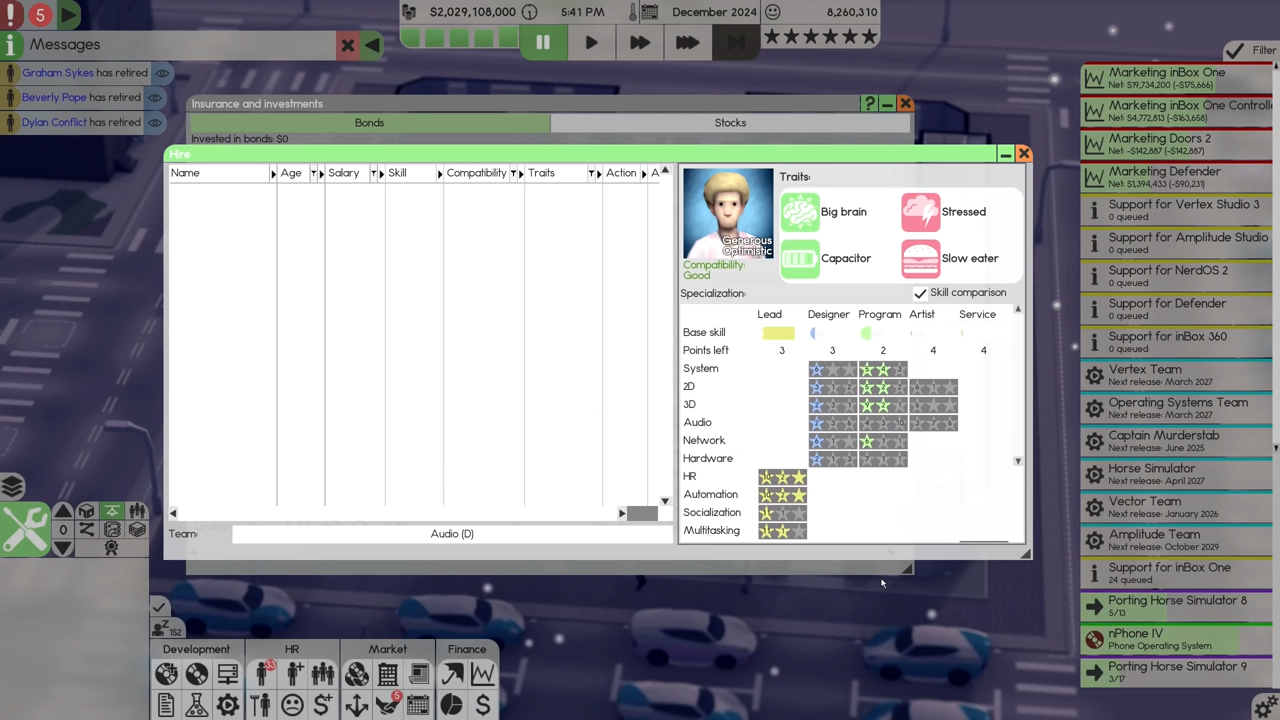 5
$2,029,108,000
5:41 PM
December 2024
8,260,310
Messages
Filter
Graham Sykes has retired
Beverly Pope has retired
Dylan Conflict has retired
Insurance and investments
?
Bonds
Stocks
Invested in bonds: $0
Hire
Name
Age
Salary
Skill
Compatibility
Traits
Action
A
Generous
Optimistic
Compatibility:
Good
Traits:
Big brain
Stressed
Capacitor
Slow eater
Specialization:
Skill comparison
Lead
Designer
Program
Artist
Service
Base skill
Points left
3
3
2
4
4
System
2D
3D
Audio
Network
Hardware
HR
Automation
Socialization
Multitasking
Team:
Audio (D)
Marketing inBox One
Net: $19,734,200 (-$175,666)
Marketing inBox One Controlle
Net: $4,772,813 (-$163,658)
Marketing Doors 2
Net: -$142,887 (-$142,887)
Marketing Defender
Net: $1,394,433 (-$90,231)
Support for Vertex Studio 3
0 queued
Support for Amplitude Studio
0 queued
Support for NerdOS 2
0 queued
Support for Defender
0 queued
Support for inBox 360
0 queued
Vertex Team
Next release: March 2027
Operating Systems Team
Next release: March 2027
Captain Murderstab
Next release: June 2025
Horse Simulator
Next release: April 2027
Vector Team
Next release: January 2026
Amplitude Team
Next release: October 2029
Support for inBox One
24 queued
Porting Horse Simulator 8
5/13
nPhone IV
Phone Operating System
Porting Horse Simulator 9
3/17
0
152
Development
HR
Market
Finance
33
5